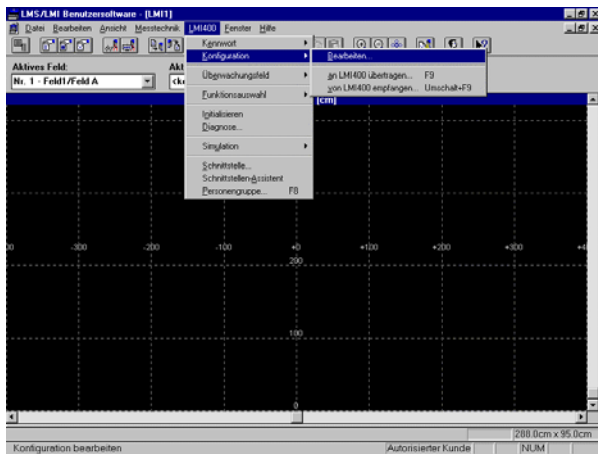 LMS/LMI Benutzersoftware - [LMI1]
Datei Bearbeiten Ansicht Messtechnik LMI400 Fenster Hilfe
Kennwort
Konfiguration
Bearbeiten...
Aktives Feld:
Akt
Nr. 1 - Feld1/Feld A
Überwachungsfeld
an LMI400 übertragen... F9
von LMI400 empfangen... Umschalt+F9
Funktionsauswahl
[cm]
Initialisieren
Diagnose...
Simulation
Schnittstelle...
Schnittstellen-Assistent
Personengruppe... F8
-300 -200 -100 +0 +100 +200 +300
200
100
0
288.0cm x 95.0cm
Konfiguration bearbeiten Autorisierter Kunde NUM